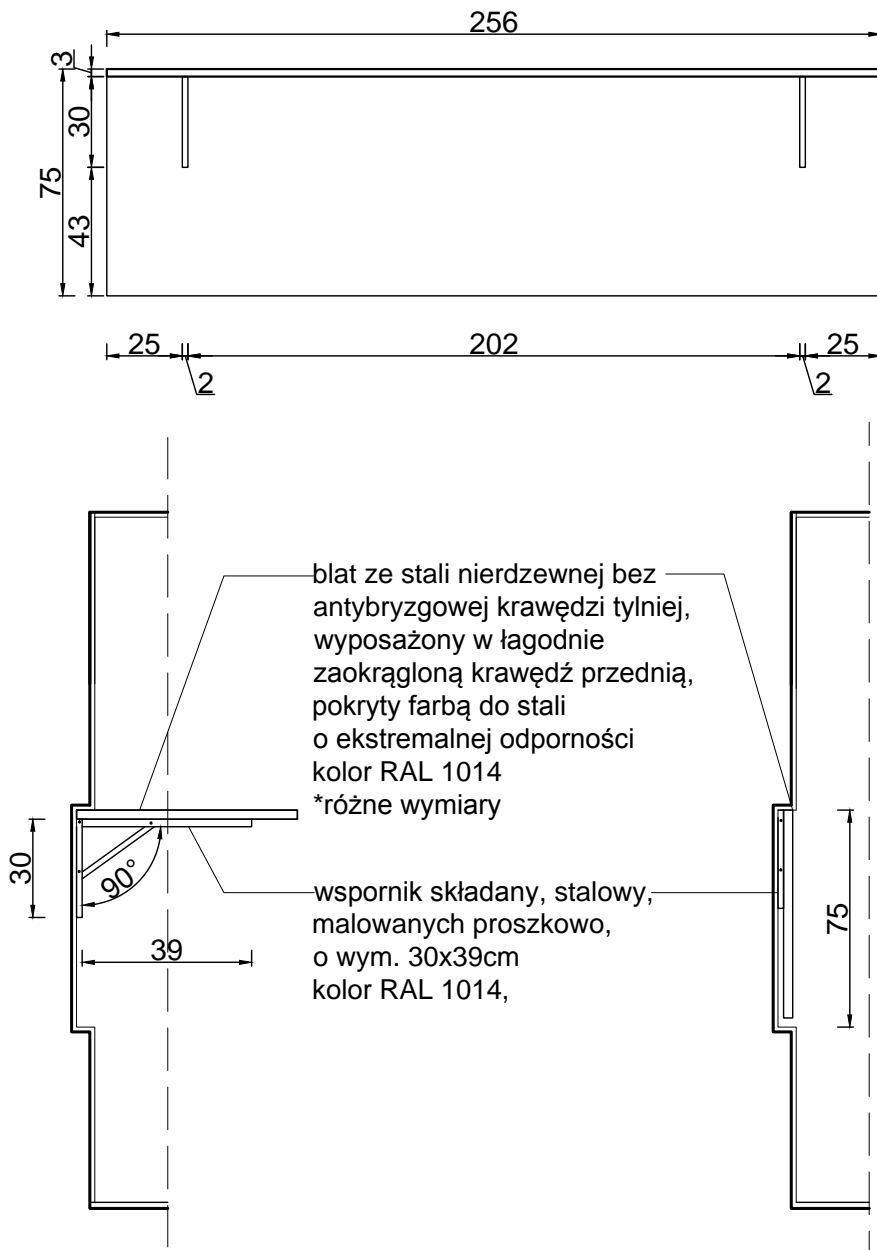 256
3
30
75
43
25
202
25
2
2
blat ze stali nierdzewnej bez
antybryzgowej krawędzi tylniej,
wyposażony w łagodnie
zaokrągloną krawędź przednią,
pokryty farbą do stali
o ekstremalnej odporności
kolor RAL 1014
*różne wymiary
30
90°
39
wspornik składany, stalowy,
malowanych proszkowo,
o wym. 30x39cm
kolor RAL 1014,
75